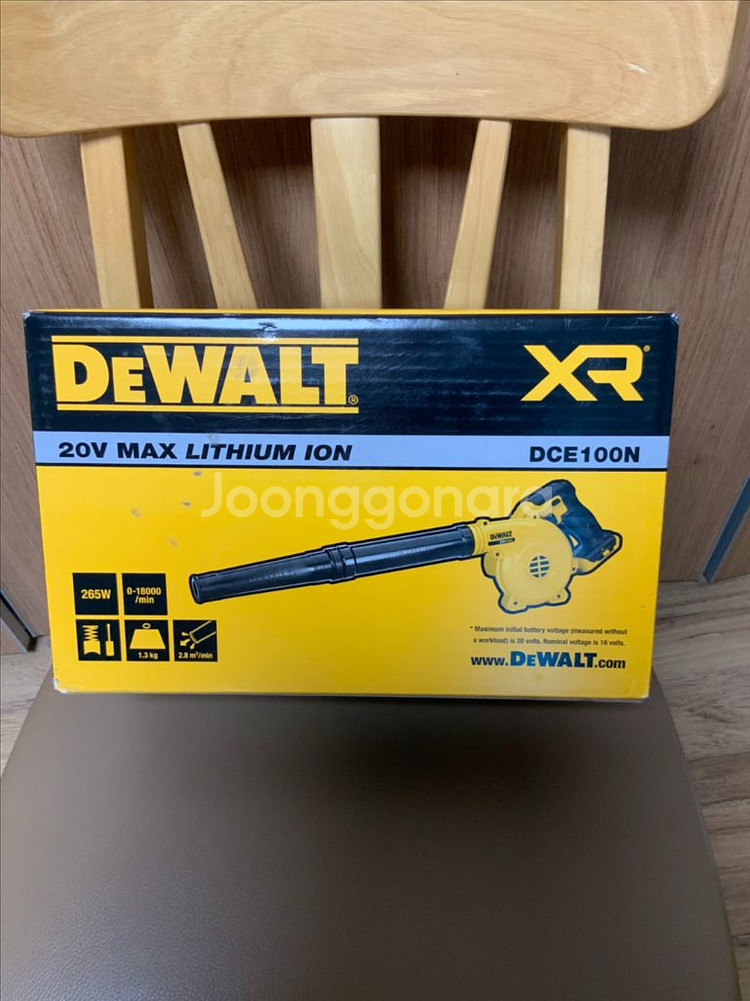 DEWALT®
XR®
20V MAX LITHIUM ION
DCE100N
Joonggonara
DEWALT
265W
0-18000
/min
1.3 kg
2.8 m³/min
* Maximum initial battery voltage (measured without
a workload) is 20 volts. Nominal voltage is 18 volts.
www.DEWALT.com